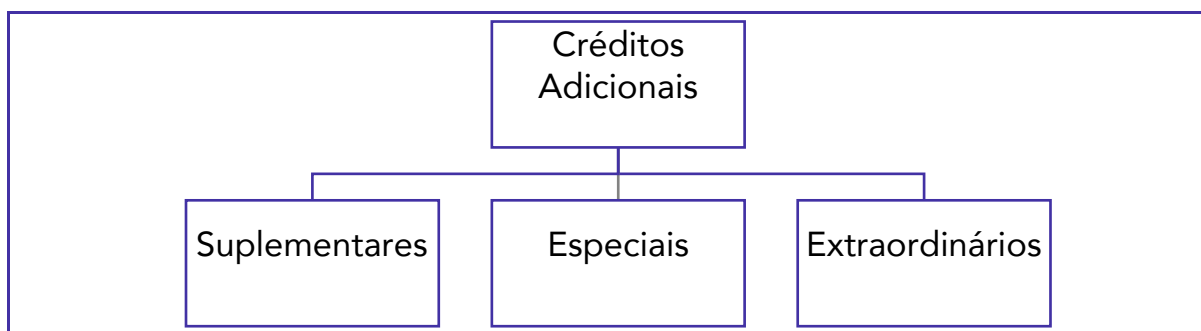 Créditos
Adicionais
Suplementares
Especiais
Extraordinários